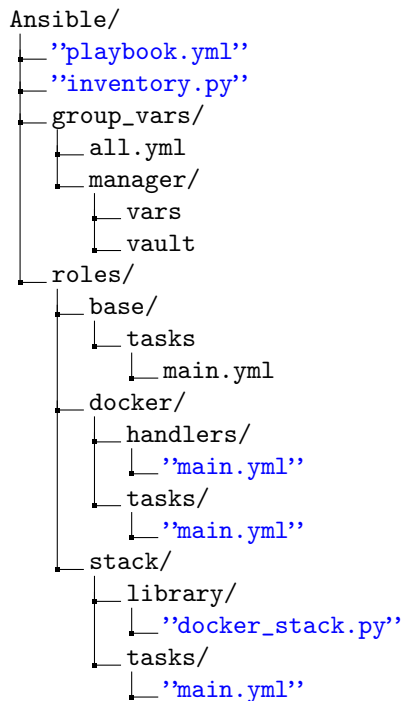 Ansible/
”playbook.yml”
”inventory.py”
group_vars/
all.yml
manager/
vars
vault
roles/
base/
tasks
main.yml
docker/
handlers/
”main.yml”
tasks/
”main.yml”
stack/
library/
”docker_stack.py”
tasks/
”main.yml”